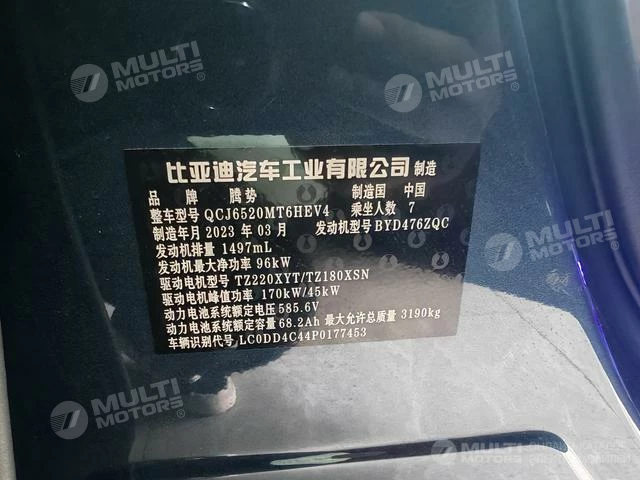 MULTI MOTORS®
MULTI MOTORS®
比亚迪汽车工业有限公司 制造
品 牌 腾势 制造国 中国
整车型号 QCJ6520MT6HEV4 乘坐人数 7
制造年月 2023 年 03 月 发动机型号 BYD476ZQC
发动机排量 1497mL
发动机最大净功率 96kW
驱动电机型号 TZ220XYT/TZ180XSN
驱动电机峰值功率 170kW/45kW
动力电池系统额定电压 585.6V
动力电池系统额定容量 68.2Ah 最大允许总质量 3190kg
车辆识别代号 LC0DD4C44P0177453
MULTI MOTORS®
MULTI MOTORS